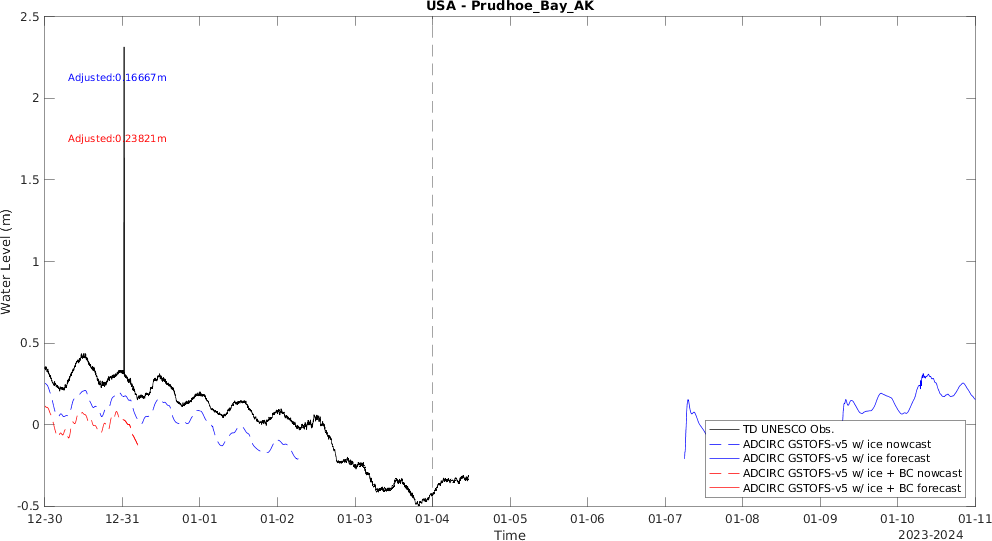 USA - Prudhoe_Bay_AK
2.5
2
1.5
1
0.5
0
-0.5
Water Level (m)
Adjusted:0.16667m
Adjusted:0.23821m
TD UNESCO Obs.
ADCIRC GSTOFS-v5 w/ ice nowcast
ADCIRC GSTOFS-v5 w/ ice forecast
ADCIRC GSTOFS-v5 w/ ice + BC nowcast
ADCIRC GSTOFS-v5 w/ ice + BC forecast
12-30 12-31 01-01 01-02 01-03 01-04 01-05 01-06 01-07 01-08 01-09 01-10 01-11
Time
2023-2024